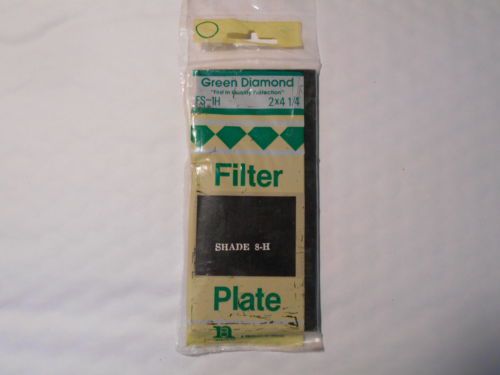 Green Diamond
"First in Quality Protection"
FS-1H 2x4 1/4
Filter
SHADE 8-H
Plate